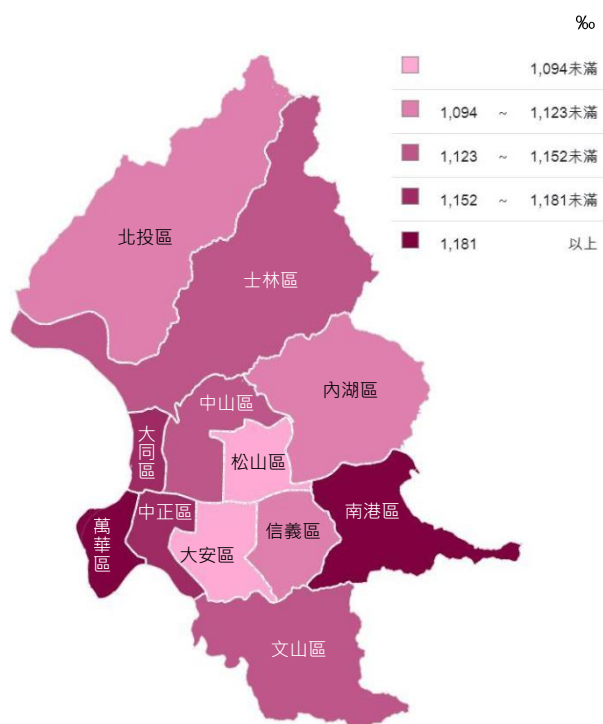 ‰
1,094未滿
1,094 ~ 1,123未滿
1,123 ~ 1,152未滿
1,152 ~ 1,181未滿
1,181 以上
北投區
士林區
內湖區
中山區
大同區
松山區
南港區
中正區
萬華區
信義區
大安區
文山區